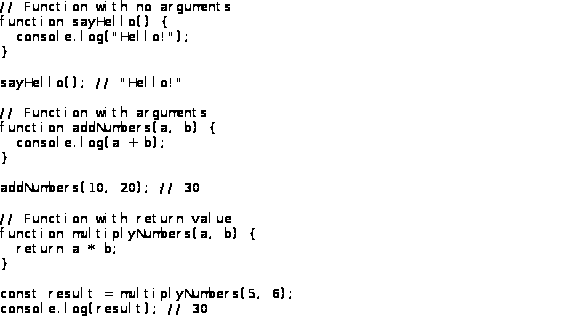 // Function with no arguments
function sayHello() {
  console.log("Hello!");
}

sayHello(); // "Hello!"

// Function with arguments
function addNumbers(a, b) {
  console.log(a + b);
}

addNumbers(10, 20); // 30

// Function with return value
function multiplyNumbers(a, b) {
  return a * b;
}

const result = multiplyNumbers(5, 6);
console.log(result); // 30